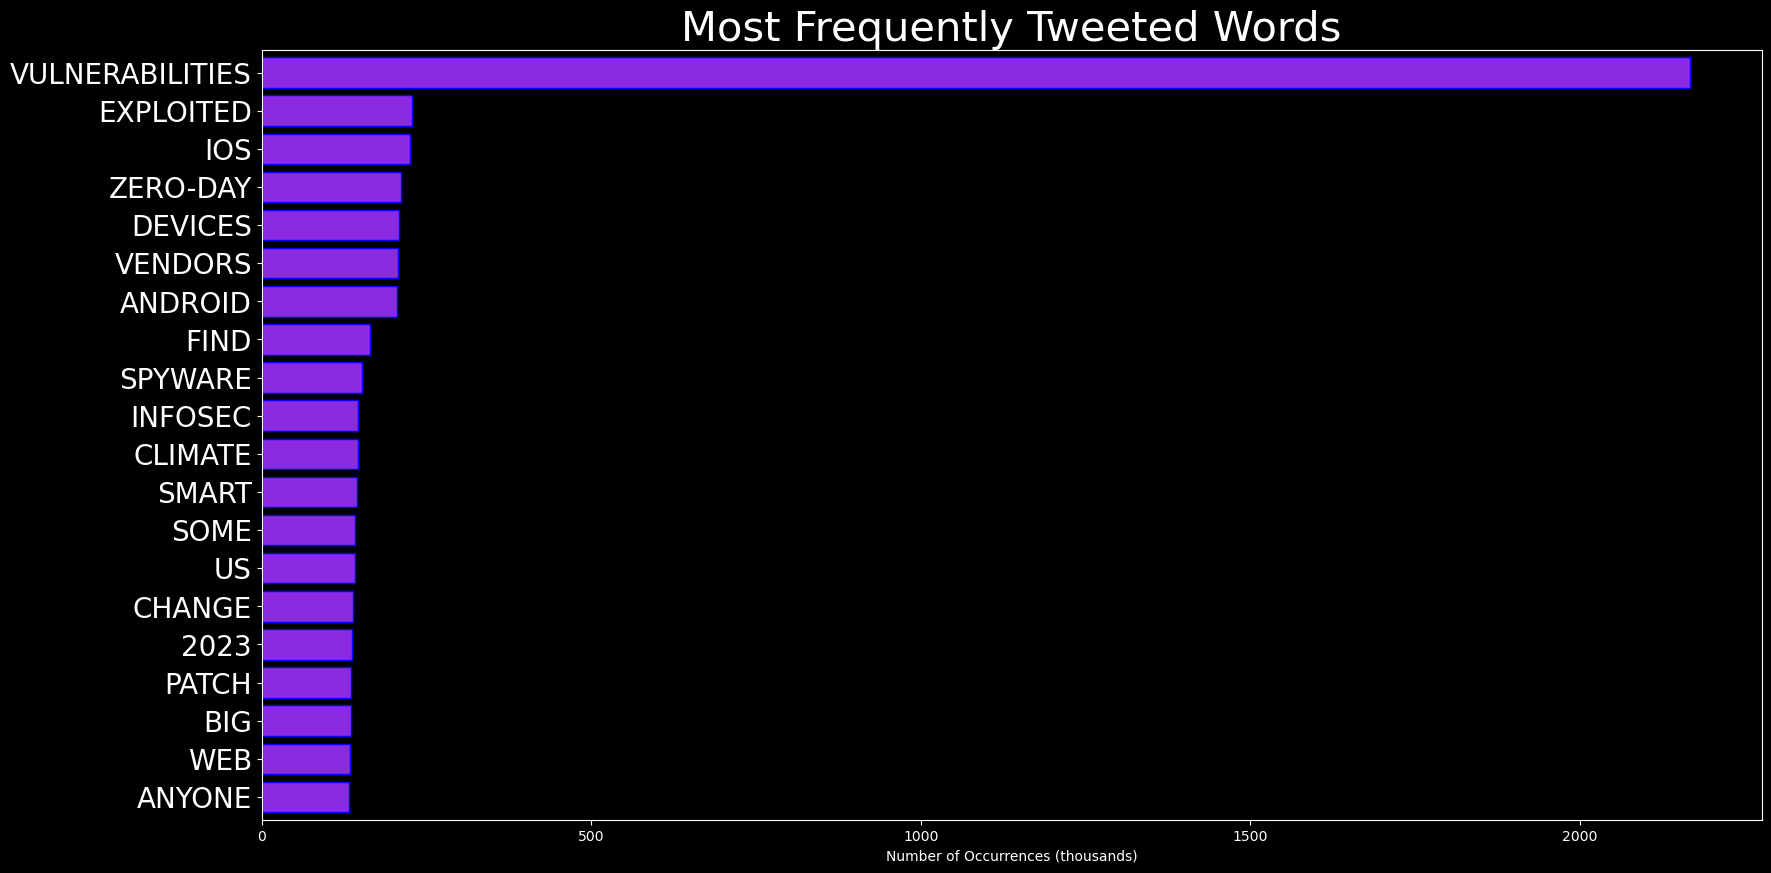 Most Frequently Tweeted Words
VULNERABILITIES
EXPLOITED
IOS
ZERO-DAY
DEVICES
VENDORS
ANDROID
FIND
SPYWARE
INFOSEC
CLIMATE
SMART
SOME
US
CHANGE
2023
PATCH
BIG
WEB
ANYONE
0 500 1000 1500 2000
Number of Occurrences (thousands)